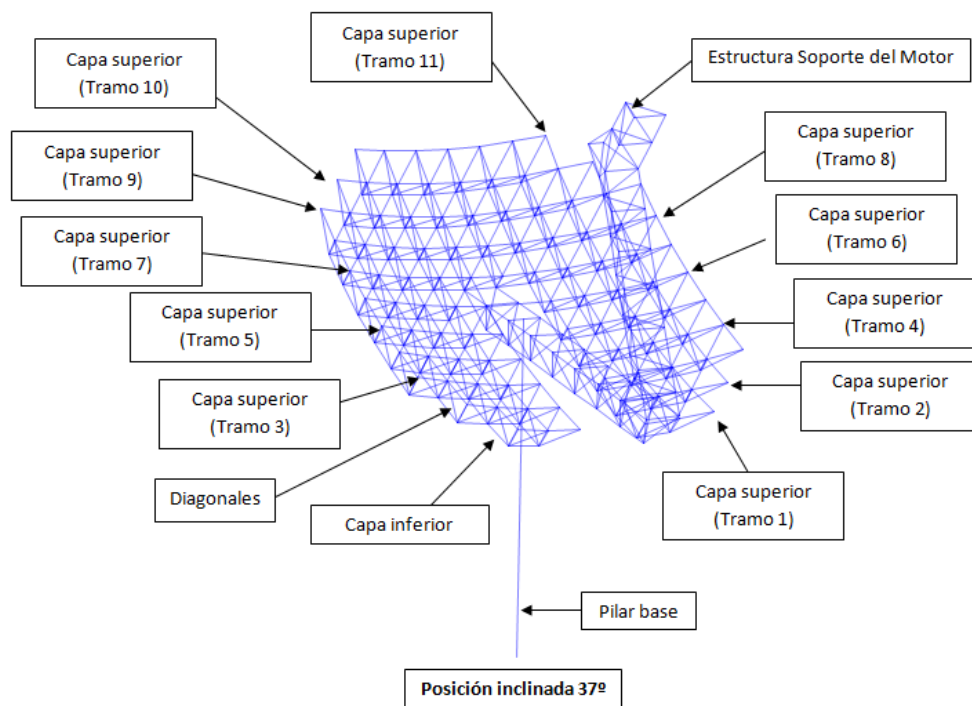 Capa superior
(Tramo 11)
Estructura Soporte del Motor
Capa superior
(Tramo 10)
Capa superior
(Tramo 8)
Capa superior
(Tramo 9)
Capa superior
(Tramo 6)
Capa superior
(Tramo 7)
Capa superior
(Tramo 4)
Capa superior
(Tramo 5)
Capa superior
(Tramo 2)
Capa superior
(Tramo 3)
Capa superior
(Tramo 1)
Diagonales
Capa inferior
Pilar base
Posición inclinada 37º